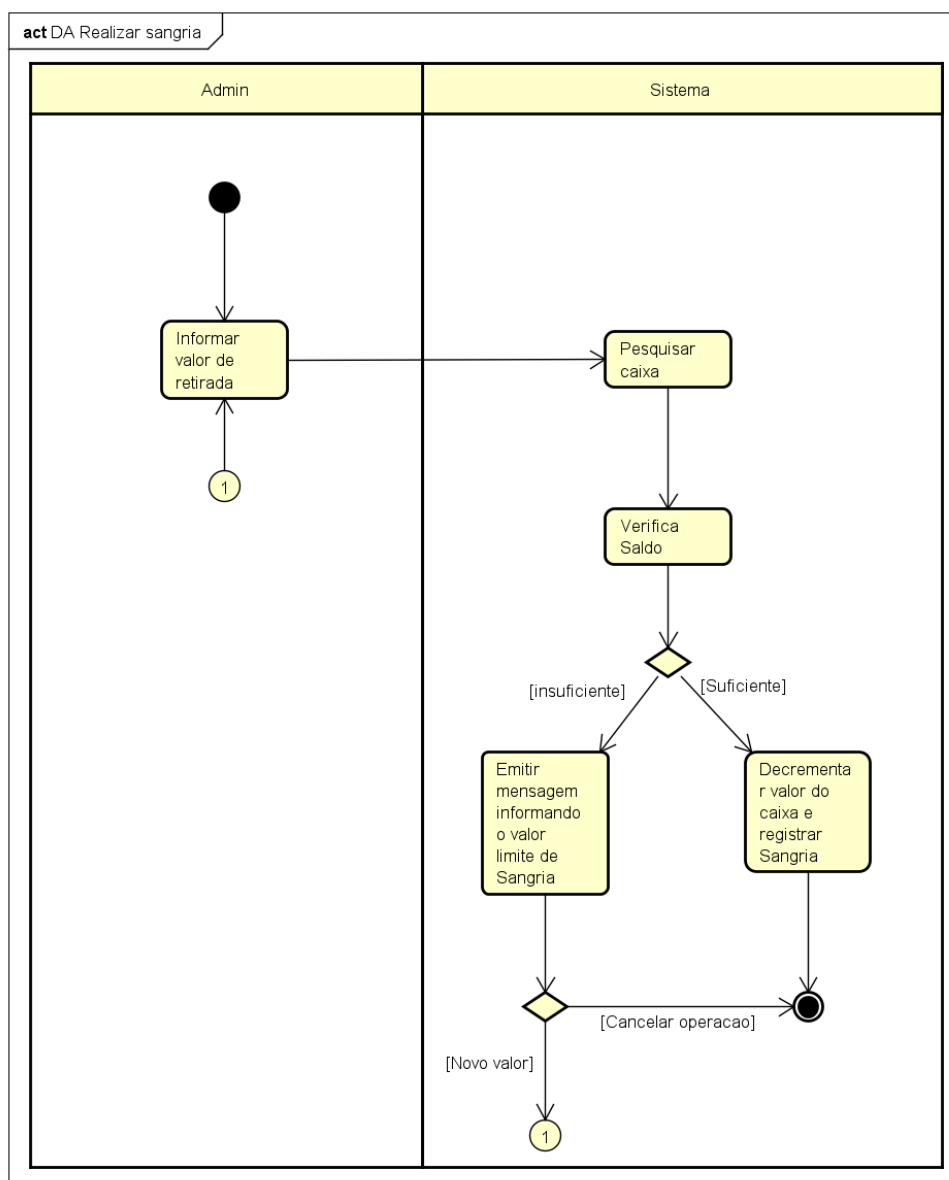 act DA Realizar sangria
Admin
Sistema
Informar
valor de
retirada
Pesquisar
caixa
1
Verifica
Saldo
[insuficiente]
[Suficiente]
Emitir
mensagem
informando
o valor
limite de
Sangria
Decrementa
r valor do
caixa e
registrar
Sangria
[Cancelar operacao]
[Novo valor]
1